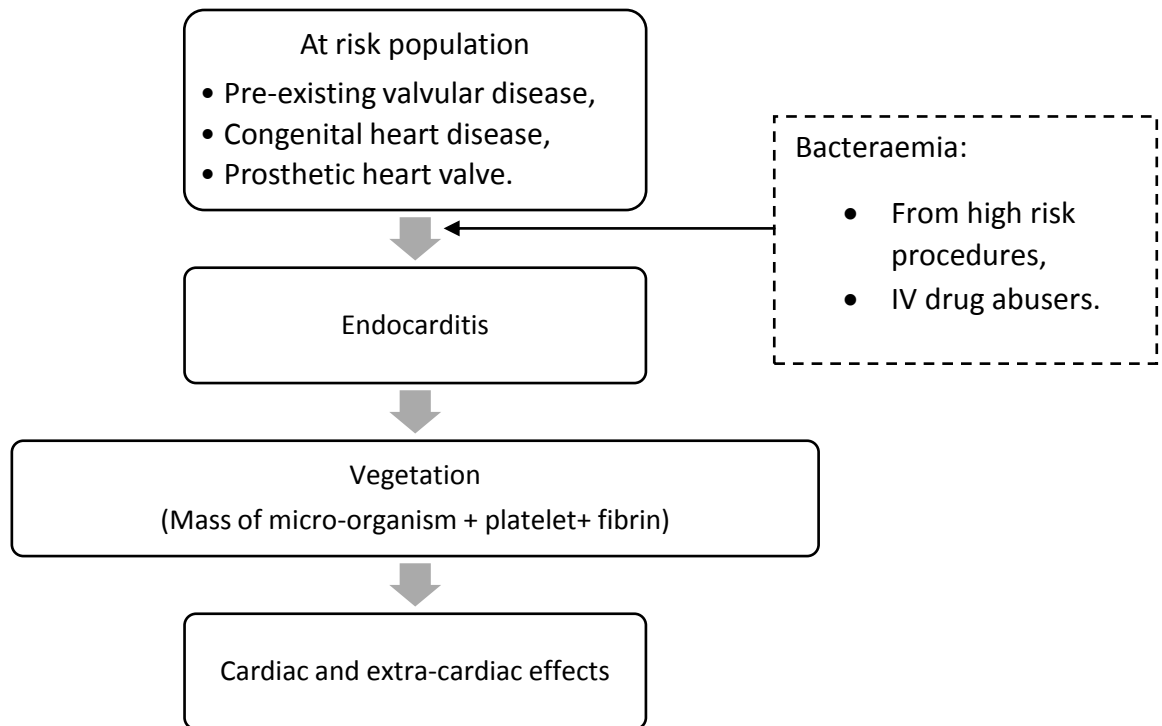 At risk population
• Pre-existing valvular disease,
• Congenital heart disease,
• Prosthetic heart valve.
Bacteraemia:
• From high risk
procedures,
• IV drug abusers.
Endocarditis
Vegetation
(Mass of micro-organism + platelet+ fibrin)
Cardiac and extra-cardiac effects